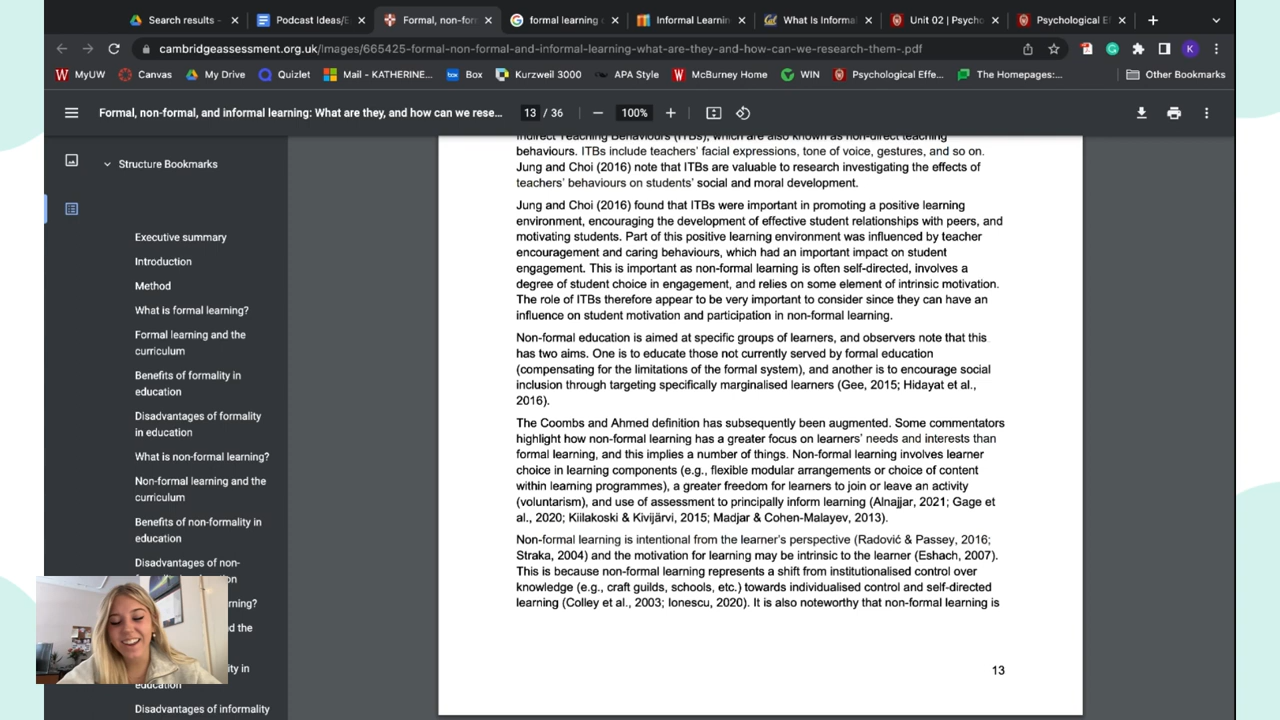 Search results -
Podcast Ideas/E
Formal, non-for
formal learning
Informal Learnin
What Is Informa
Unit 02 | Psycho
Psychological Ef
cambridgeassessment.org.uk/Images/665425-formal-non-formal-and-informal-learning-what-are-they-and-how-can-we-research-them-.pdf
K
MyUW
Canvas
My Drive
Quizlet
Mail - KATHERINE...
Box
Kurzweil 3000
APA Style
McBurney Home
WIN
Psychological Effe...
The Homepages:...
Other Bookmarks
Formal, non-formal, and informal learning: What are they, and how can we rese...
13 / 36
100%
Structure Bookmarks
Executive summary
Introduction
Method
What is formal learning?
Formal learning and the
curriculum
Benefits of formality in
education
Disadvantages of formality
in education
What is non-formal learning?
Non-formal learning and the
curriculum
Benefits of non-formality in
education
Disadvantages of non-
education
Disadvantages of informality
Indirect Teaching Behaviours (ITBs), which are also known as non-direct teaching
behaviours. ITBs include teachers' facial expressions, tone of voice, gestures, and so on.
Jung and Choi (2016) note that ITBs are valuable to research investigating the effects of
teachers' behaviours on students' social and moral development.
Jung and Choi (2016) found that ITBs were important in promoting a positive learning
environment, encouraging the development of effective student relationships with peers, and
motivating students. Part of this positive learning environment was influenced by teacher
encouragement and caring behaviours, which had an important impact on student
engagement. This is important as non-formal learning is often self-directed, involves a
degree of student choice in engagement, and relies on some element of intrinsic motivation.
The role of ITBs therefore appear to be very important to consider since they can have an
influence on student motivation and participation in non-formal learning.
Non-formal education is aimed at specific groups of learners, and observers note that this
has two aims. One is to educate those not currently served by formal education
(compensating for the limitations of the formal system), and another is to encourage social
inclusion through targeting specifically marginalised learners (Gee, 2015; Hidayat et al.,
2016).
The Coombs and Ahmed definition has subsequently been augmented. Some commentators
highlight how non-formal learning has a greater focus on learners' needs and interests than
formal learning, and this implies a number of things. Non-formal learning involves learner
choice in learning components (e.g., flexible modular arrangements or choice of content
within learning programmes), a greater freedom for learners to join or leave an activity
(voluntarism), and use of assessment to principally inform learning (Alnajjar, 2021; Gage et
al., 2020; Kiilakoski & Kivijärvi, 2015; Madjar & Cohen-Malayev, 2013).
Non-formal learning is intentional from the learner's perspective (Radović & Passey, 2016;
Straka, 2004) and the motivation for learning may be intrinsic to the learner (Eshach, 2007).
This is because non-formal learning represents a shift from institutionalised control over
knowledge (e.g., craft guilds, schools, etc.) towards individualised control and self-directed
learning (Colley et al., 2003; Ionescu, 2020). It is also noteworthy that non-formal learning is
13